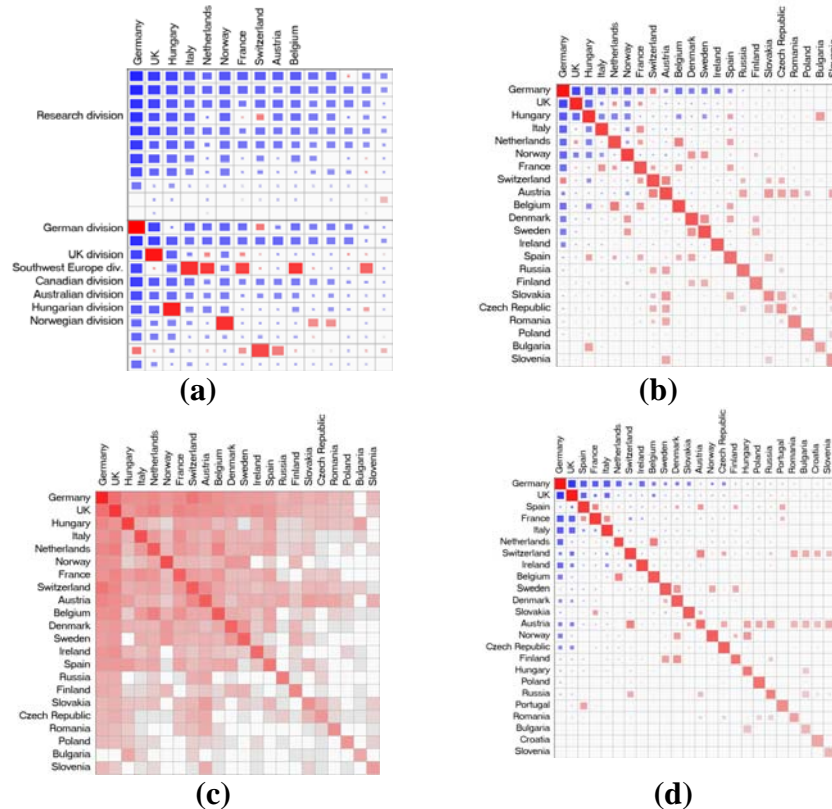 Germany
UK
Hungary
Italy
Netherlands
Norway
France
Switzerland
Austria
Belgium
Research division
German division
UK division
Southwest Europe div.
Canadian division
Australian division
Hungarian division
Norwegian division
(a)
Germany
UK
Hungary
Italy
Netherlands
Norway
France
Switzerland
Austria
Belgium
Denmark
Sweden
Ireland
Spain
Russia
Finland
Slovakia
Czech Republic
Romania
Poland
Bulgaria
Germany
UK
Hungary
Italy
Netherlands
Norway
France
Switzerland
Austria
Belgium
Denmark
Sweden
Ireland
Spain
Russia
Finland
Slovakia
Czech Republic
Romania
Poland
Bulgaria
Slovenia
(b)
Germany
UK
Hungary
Italy
Netherlands
Norway
France
Switzerland
Austria
Belgium
Denmark
Sweden
Ireland
Spain
Russia
Finland
Slovakia
Czech Republic
Romania
Poland
Bulgaria
Slovenia
Germany
UK
Hungary
Italy
Netherlands
Norway
France
Switzerland
Austria
Belgium
Denmark
Sweden
Ireland
Spain
Russia
Finland
Slovakia
Czech Republic
Romania
Poland
Bulgaria
Slovenia
(c)
Germany
UK
Spain
France
Italy
Netherlands
Switzerland
Ireland
Belgium
Sweden
Denmark
Slovakia
Austria
Norway
Czech Republic
Finland
Hungary
Poland
Russia
Portugal
Romania
Bulgaria
Croatia
Slovenia
Germany
UK
Spain
France
Italy
Netherlands
Switzerland
Ireland
Belgium
Sweden
Denmark
Slovakia
Austria
Norway
Czech Republic
Finland
Hungary
Poland
Russia
Portugal
Romania
Bulgaria
Croatia
Slovenia
(d)